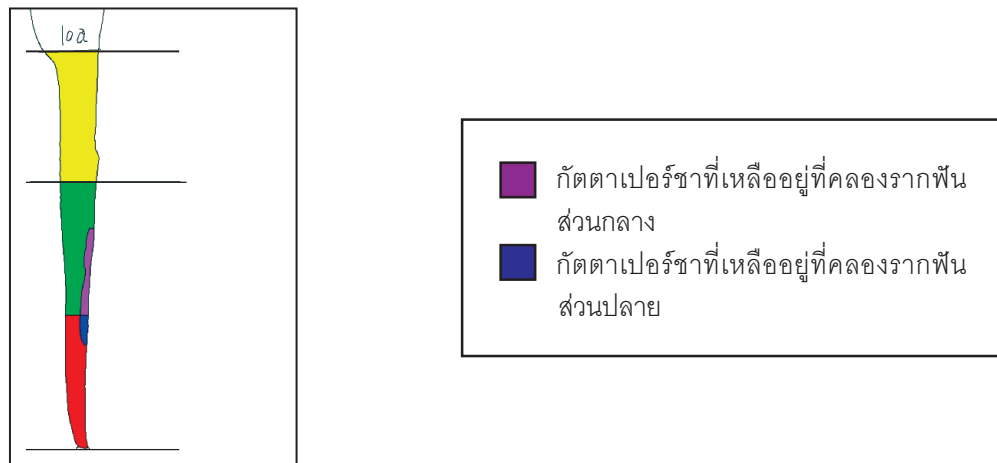 10a
กัตตาเปอร์ชาที่เหลืออยู่ที่คลองรากฟัน
ส่วนกลาง
กัตตาเปอร์ชาที่เหลืออยู่ที่คลองรากฟัน
ส่วนปลาย